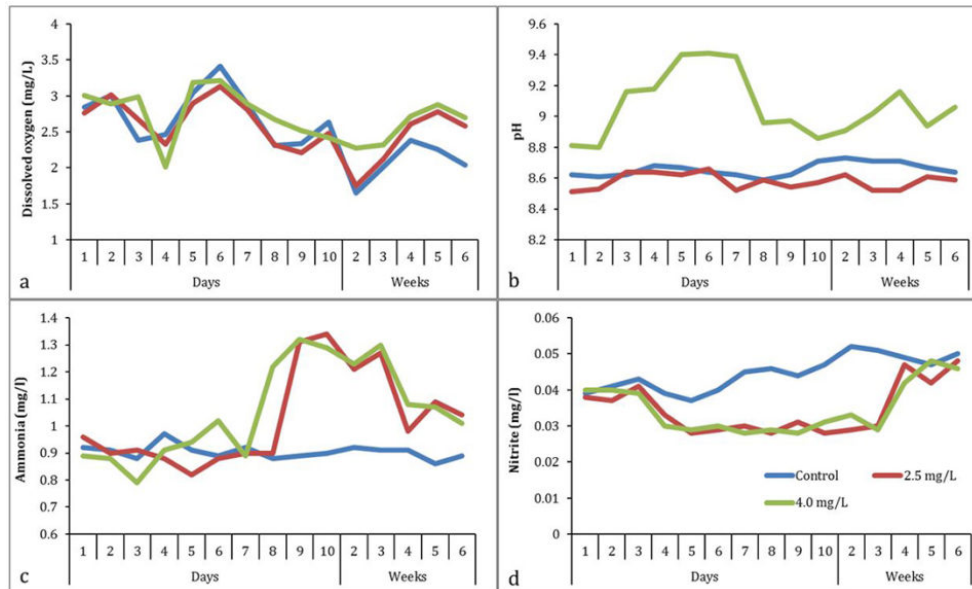 4
3.5
3
2.5
2
1.5
1
Dissolved oxygen (mg/L)
1 2 3 4 5 6 7 8 9 10 2 3 4 5 6
Days Weeks
a
9.6
9.4
9.2
9
8.8
8.6
8.4
8.2
pH
1 2 3 4 5 6 7 8 9 10 2 3 4 5 6
Days Weeks
b
1.4
1.3
1.2
1.1
1
0.9
0.8
0.7
0.6
Ammonia (mg/l)
1 2 3 4 5 6 7 8 9 10 2 3 4 5 6
Days Weeks
c
0.06
0.05
0.04
0.03
0.02
0.01
0
Nitrite (mg/l)
Control 2.5 mg/L
4.0 mg/L
1 2 3 4 5 6 7 8 9 10 2 3 4 5 6
Days Weeks
d